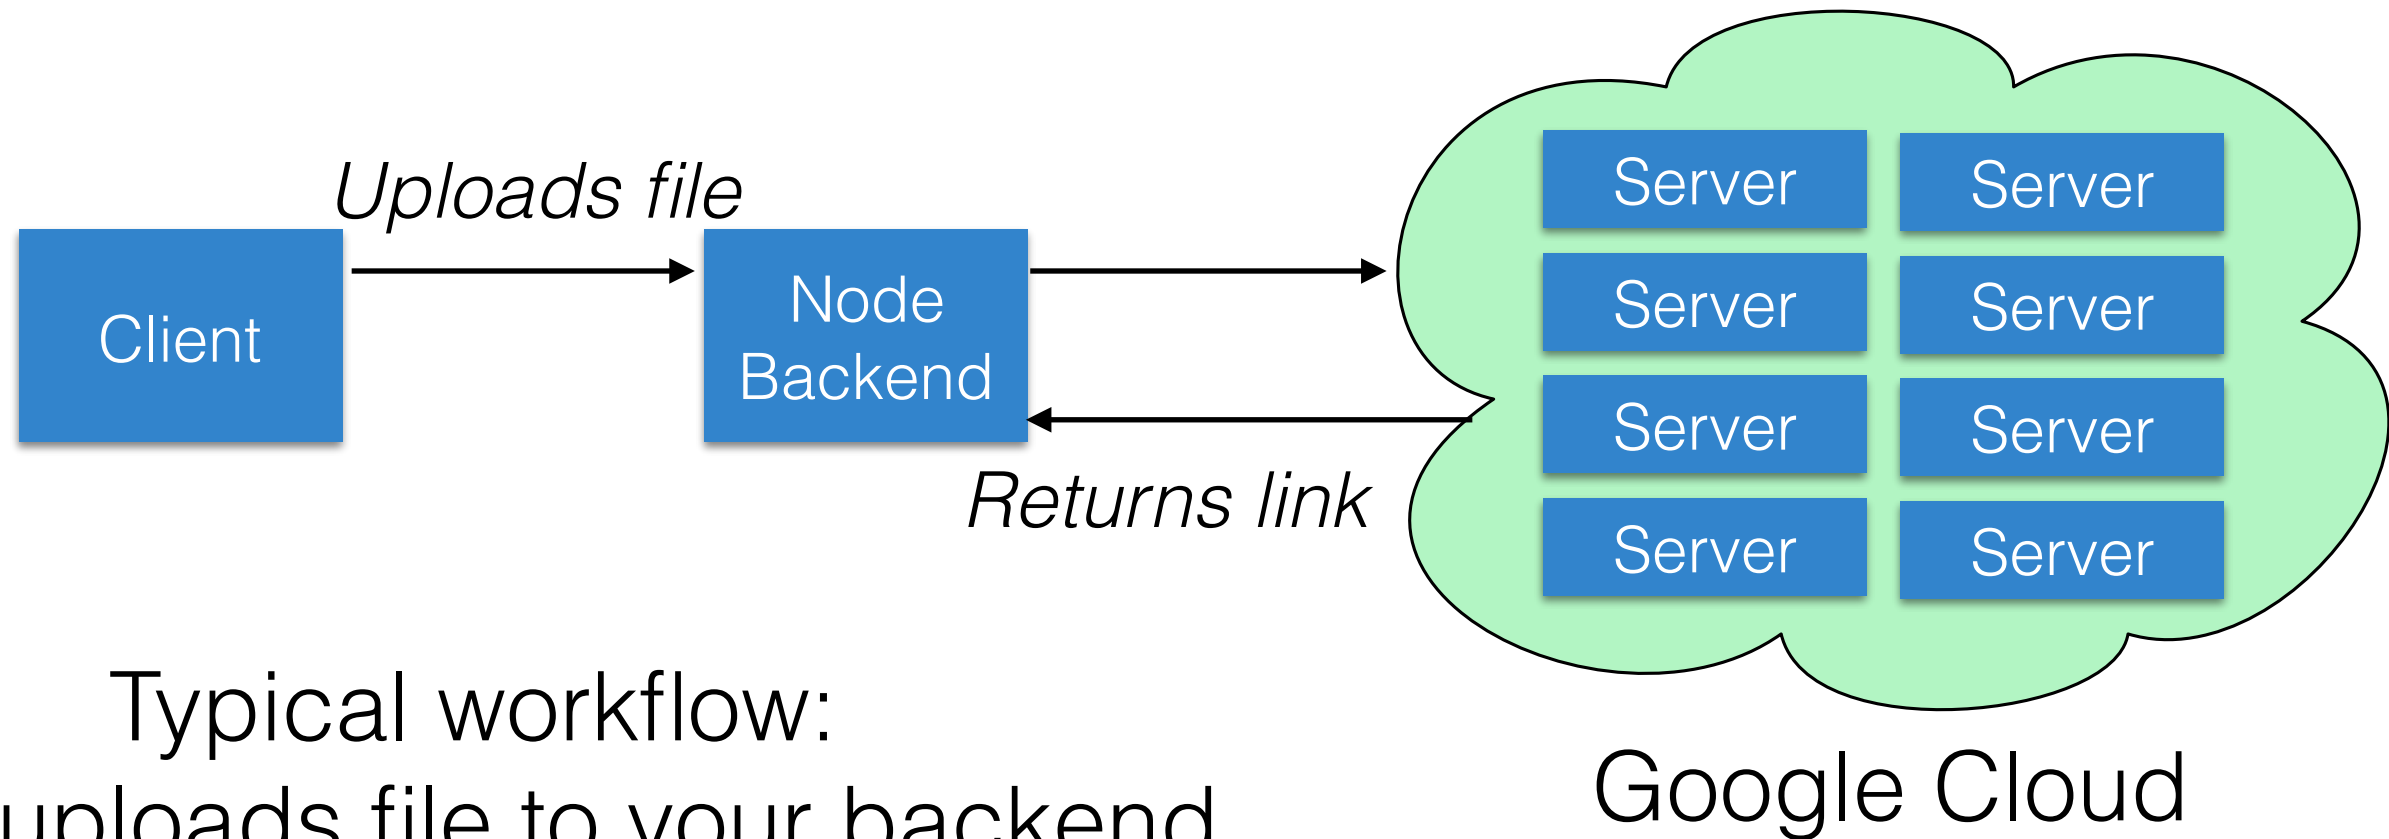 Uploads file
Client
Node
Backend
Returns link
Server
Server
Server
Server
Server
Server
Server
Server
Google Cloud
Typical workflow:
uploads file to your backend